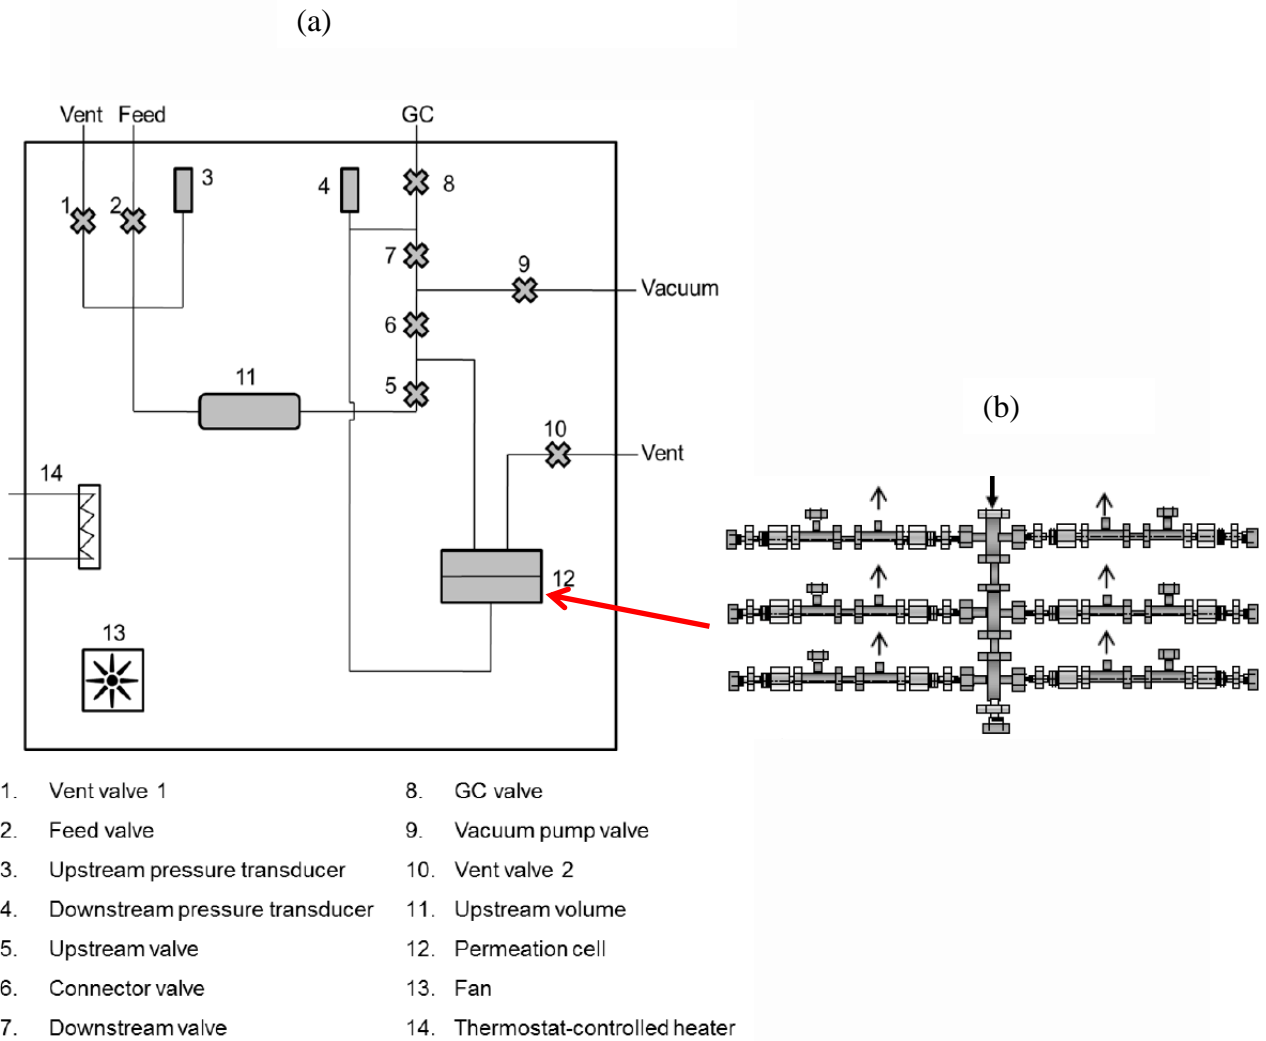 (a)
Vent Feed GC
3
4
8
1
2
7
9
Vacuum
6
11
5
(b)
10
Vent
14
12
13
1. Vent valve 1
2. Feed valve
3. Upstream pressure transducer
4. Downstream pressure transducer
5. Upstream valve
6. Connector valve
7. Downstream valve
8. GC valve
9. Vacuum pump valve
10. Vent valve 2
11. Upstream volume
12. Permeation cell
13. Fan
14. Thermostat-controlled heater